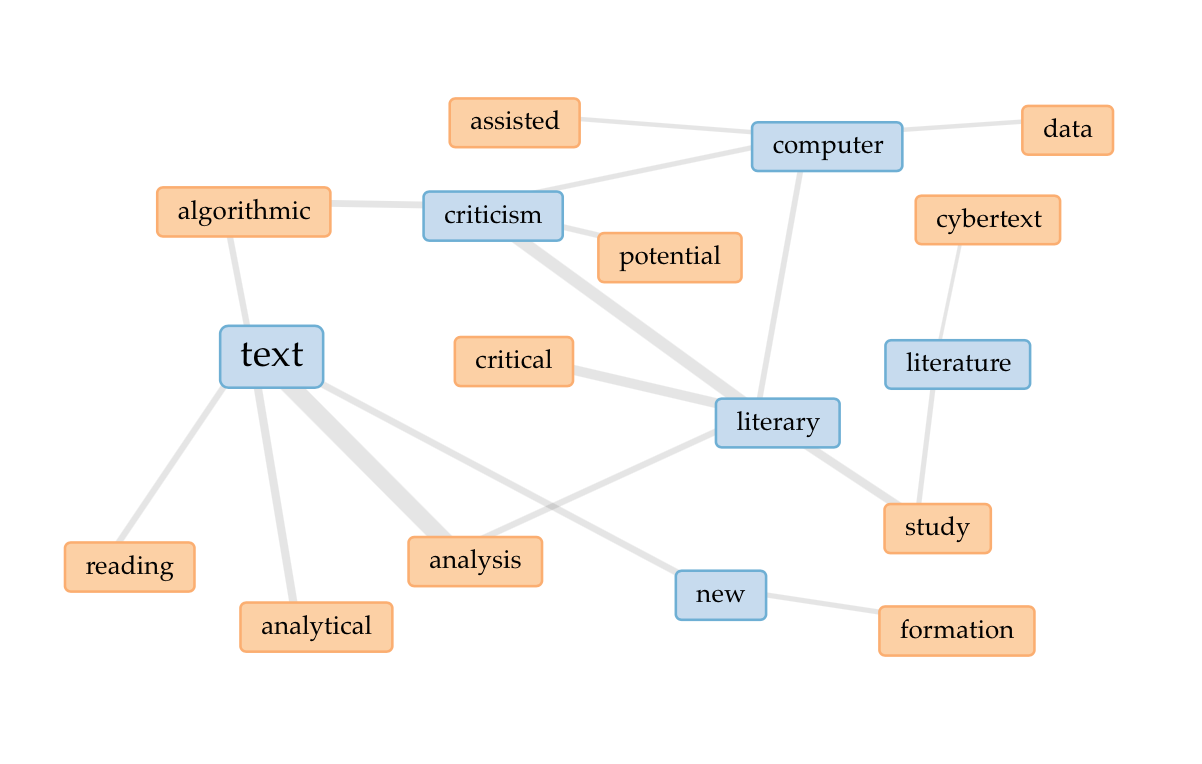 assisted
data
computer
algorithmic
criticism
cybertext
potential
text
critical
literature
literary
study
analysis
reading
new
analytical
formation